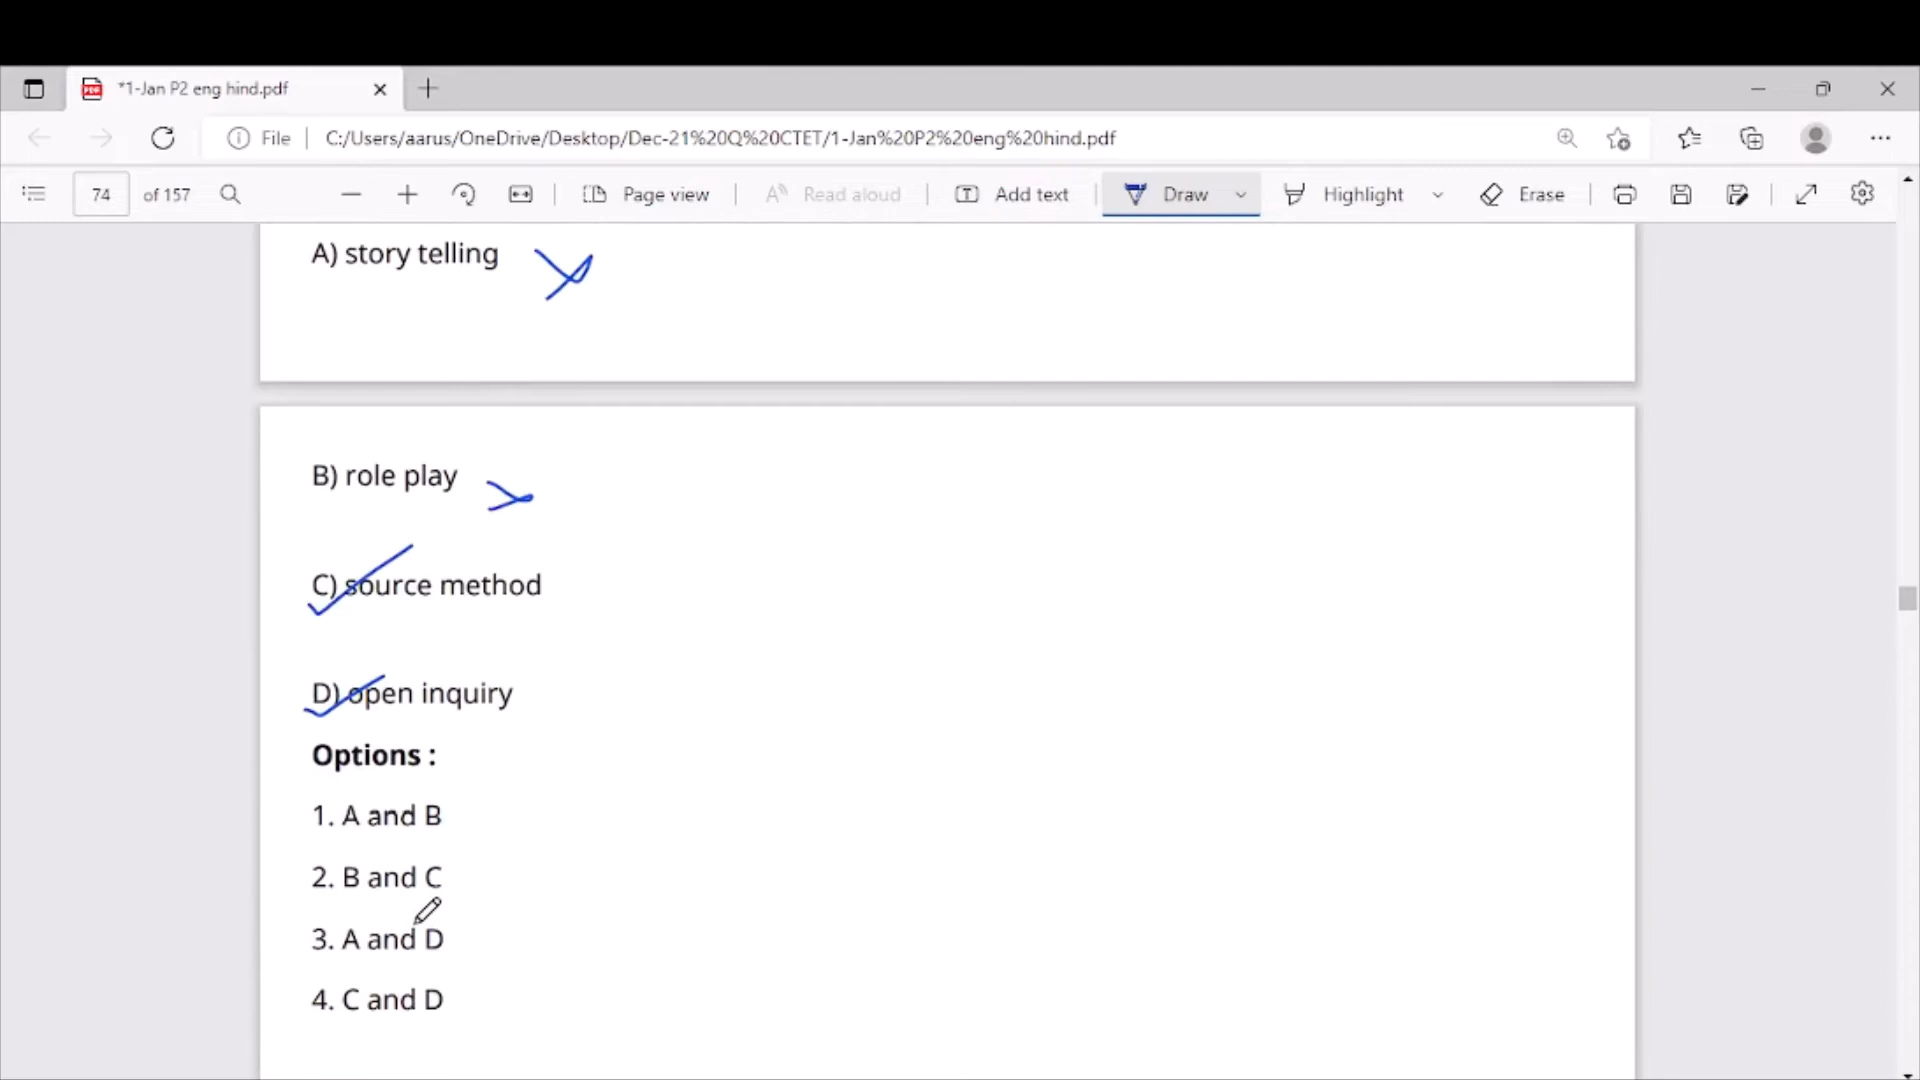 *1-Jan P2 eng hind.pdf
File
C:/Users/aarus/OneDrive/Desktop/Dec-21%20Q%20CTET/1-Jan%20P2%20eng%20hind.pdf
74 of 157
Page view
Read aloud
Add text
Draw
Highlight
Erase
A) story telling
B) role play
C) source method
D) open inquiry
Options :
1. A and B
2. B and C
3. A and D
4. C and D